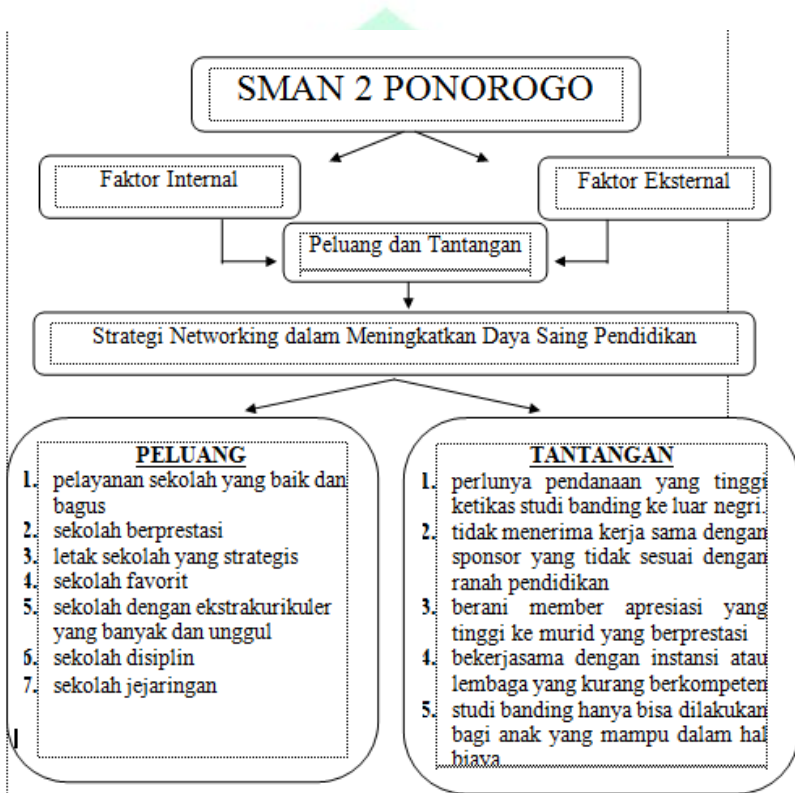 SMAN 2 PONOROGO
Faktor Internal
Faktor Eksternal
Peluang dan Tantangan
Strategi Networking dalam Meningkatkan Daya Saing Pendidikan
PELUANG
1. pelayanan sekolah yang baik dan
bagus
2. sekolah berprestasi
3. letak sekolah yang strategis
4. sekolah favorit
5. sekolah dengan ekstrakurikuler
yang banyak dan unggul
6. sekolah disiplin
7. sekolah jejaringan
TANTANGAN
1. perlunya pendanaan yang tinggi
ketikas studi banding ke luar negri.
2. tidak menerima kerja sama dengan
sponsor yang tidak sesuai dengan
ranah pendidikan
3. berani member apresiasi yang
tinggi ke murid yang berprestasi
4. bekerjasama dengan instansi atau
lembaga yang kurang berkompeten
5. studi banding hanya bisa dilakukan
bagi anak yang mampu dalam hal
biaya